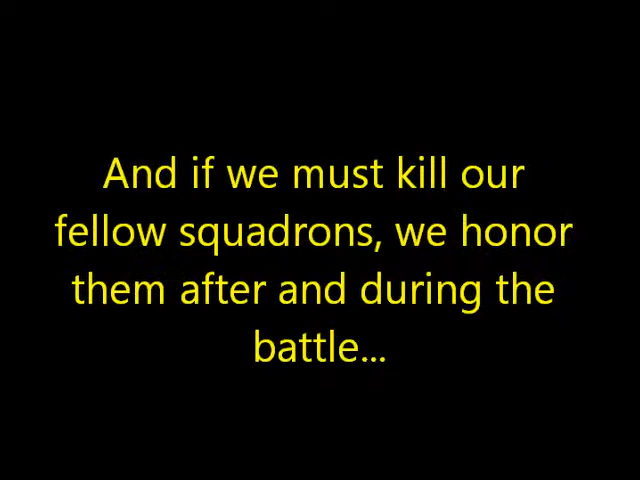 And if we must kill our
fellow squadrons, we honor
them after and during the
battle...